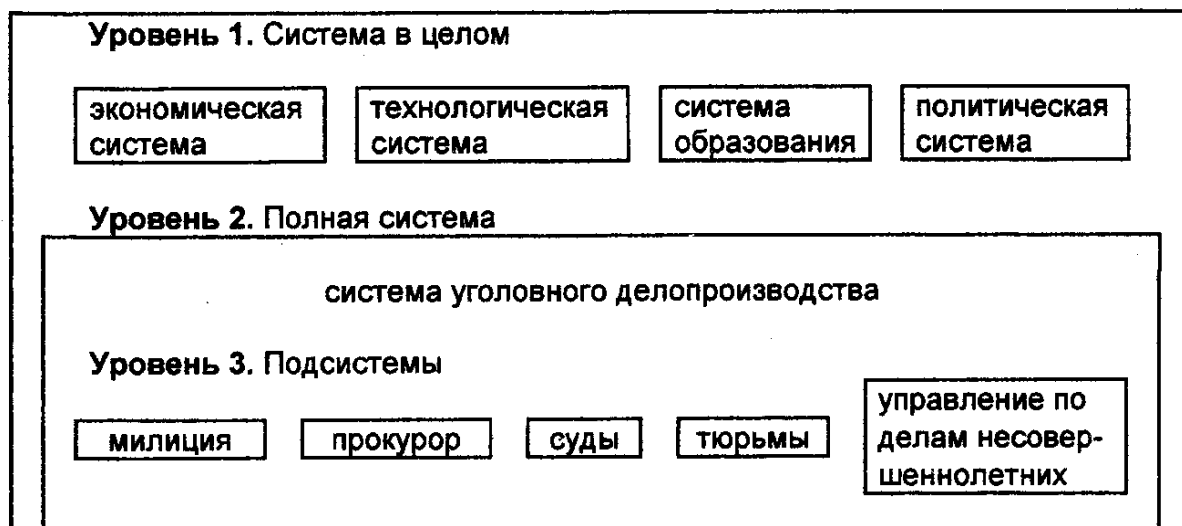 Уровень 1. Система в целом
экономическая система
технологическая система
система образования
политическая система
Уровень 2. Полная система
система уголовного делопроизводства
Уровень 3. Подсистемы
милиция
прокурор
суды
тюрьмы
управление по
делам несовер-
шеннолетних